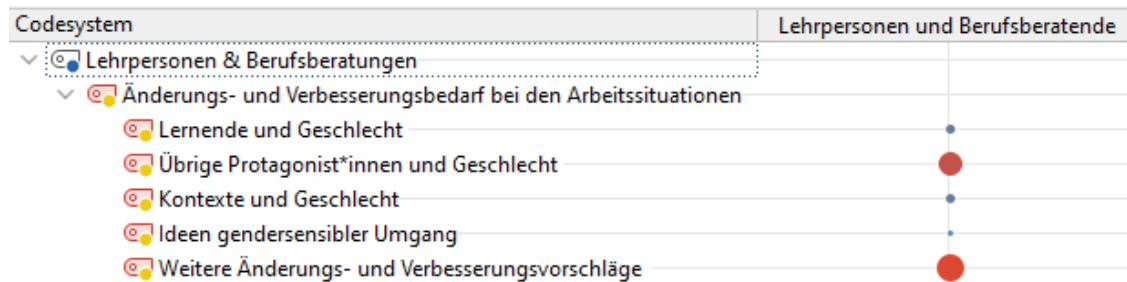 Codesystem Lehrpersonen und Berufsberatende
Lehrpersonen & Berufsberatungen
Änderungs- und Verbesserungsbedarf bei den Arbeitssituationen
Lernende und Geschlecht
Übrige Protagonist*innen und Geschlecht
Kontexte und Geschlecht
Ideen gendersensibler Umgang
Weitere Änderungs- und Verbesserungsvorschläge